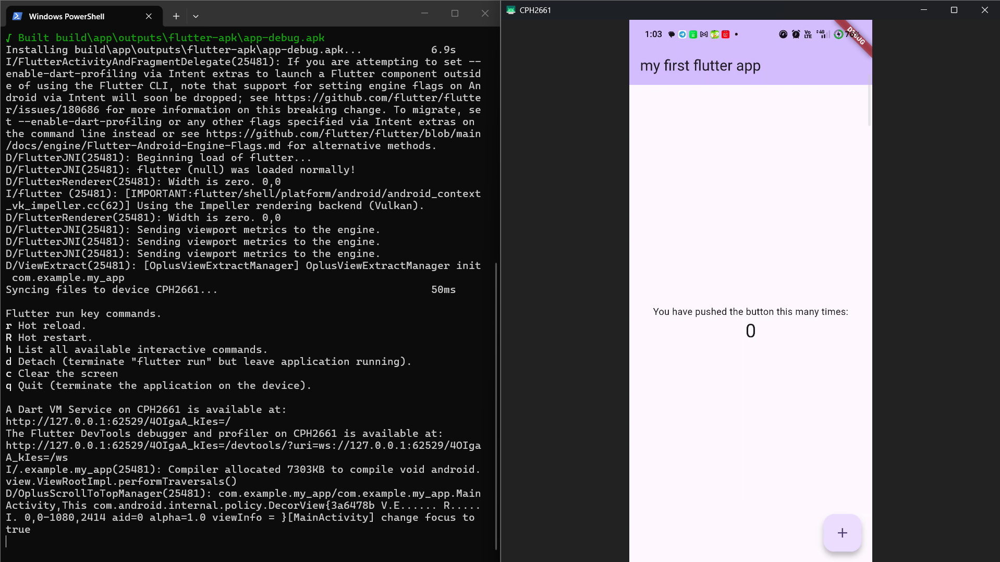 Windows PowerShell
√ Built build\app\outputs\flutter-apk\app-debug.apk
Installing build\app\outputs\flutter-apk\app-debug.apk... 6.9s
I/FlutterActivityAndFragmentDelegate(25481): If you are attempting to set --
enable-dart-profiling via Intent extras to launch a Flutter component outsid
e of using the Flutter CLI, note that support for setting engine flags on An
droid via Intent will soon be dropped; see https://github.com/flutter/flutte
r/issues/180686 for more information on this breaking change. To migrate, se
t --enable-dart-profiling or any other flags specified via Intent extras on
the command line instead or see https://github.com/flutter/flutter/blob/main
/docs/engine/Flutter-Android-Engine-Flags.md for alternative methods.
D/FlutterJNI(25481): Beginning load of flutter...
D/FlutterJNI(25481): flutter (null) was loaded normally!
D/FlutterRenderer(25481): Width is zero. 0,0
I/flutter (25481): [IMPORTANT:flutter/shell/platform/android/android_context
_vk_impeller.cc(62)] Using the Impeller rendering backend (Vulkan).
D/FlutterRenderer(25481): Width is zero. 0,0
D/FlutterJNI(25481): Sending viewport metrics to the engine.
D/FlutterJNI(25481): Sending viewport metrics to the engine.
D/FlutterJNI(25481): Sending viewport metrics to the engine.
D/ViewExtract(25481): [OplusViewExtractManager] OplusViewExtractManager init
com.example.my_app
Syncing files to device CPH2661... 50ms
Flutter run key commands.
r Hot reload.
R Hot restart.
h List all available interactive commands.
d Detach (terminate "flutter run" but leave application running).
c Clear the screen
q Quit (terminate the application on the device).
A Dart VM Service on CPH2661 is available at:
http://127.0.0.1:62529/4OIgaA_kIes=/
The Flutter DevTools debugger and profiler on CPH2661 is available at:
http://127.0.0.1:62529/4OIgaA_kIes=/devtools/?uri=ws://127.0.0.1:62529/4OIga
A_kIes=/ws
I/.example.my_app(25481): Compiler allocated 7303KB to compile void android.
view.ViewRootImpl.performTraversals()
D/OplusScrollToTopManager(25481): com.example.my_app/com.example.my_app.Main
Activity,This com.android.internal.policy.DecorView{3a6478b V.E...... R.....
I. 0,0-1080,2414 aid=0 alpha=1.0 viewInfo = }[MainActivity] change focus to
true
CPH2661
1:03 Vo LTE 4G 76%
DEBUG
my first flutter app
You have pushed the button this many times:
0
+